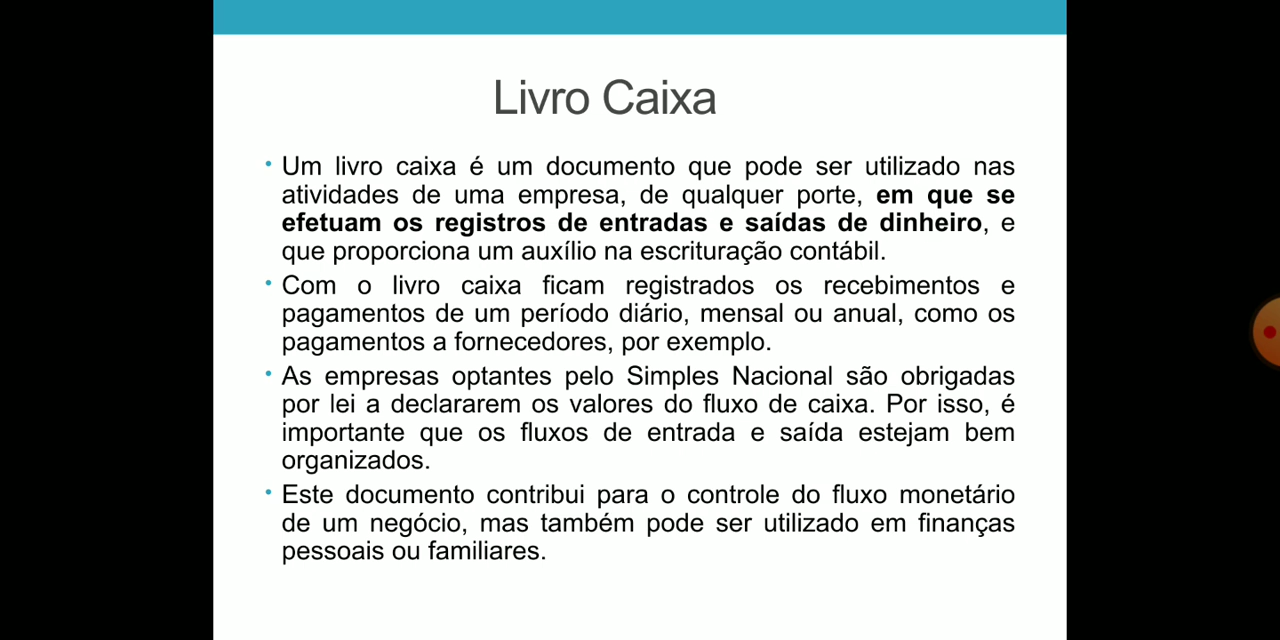 Livro Caixa
• Um livro caixa é um documento que pode ser utilizado nas
atividades de uma empresa, de qualquer porte, em que se
efetuam os registros de entradas e saídas de dinheiro, e
que proporciona um auxílio na escrituração contábil.
• Com o livro caixa ficam registrados os recebimentos e
pagamentos de um período diário, mensal ou anual, como os
pagamentos a fornecedores, por exemplo.
• As empresas optantes pelo Simples Nacional são obrigadas
por lei a declararem os valores do fluxo de caixa. Por isso, é
importante que os fluxos de entrada e saída estejam bem
organizados.
• Este documento contribui para o controle do fluxo monetário
de um negócio, mas também pode ser utilizado em finanças
pessoais ou familiares.